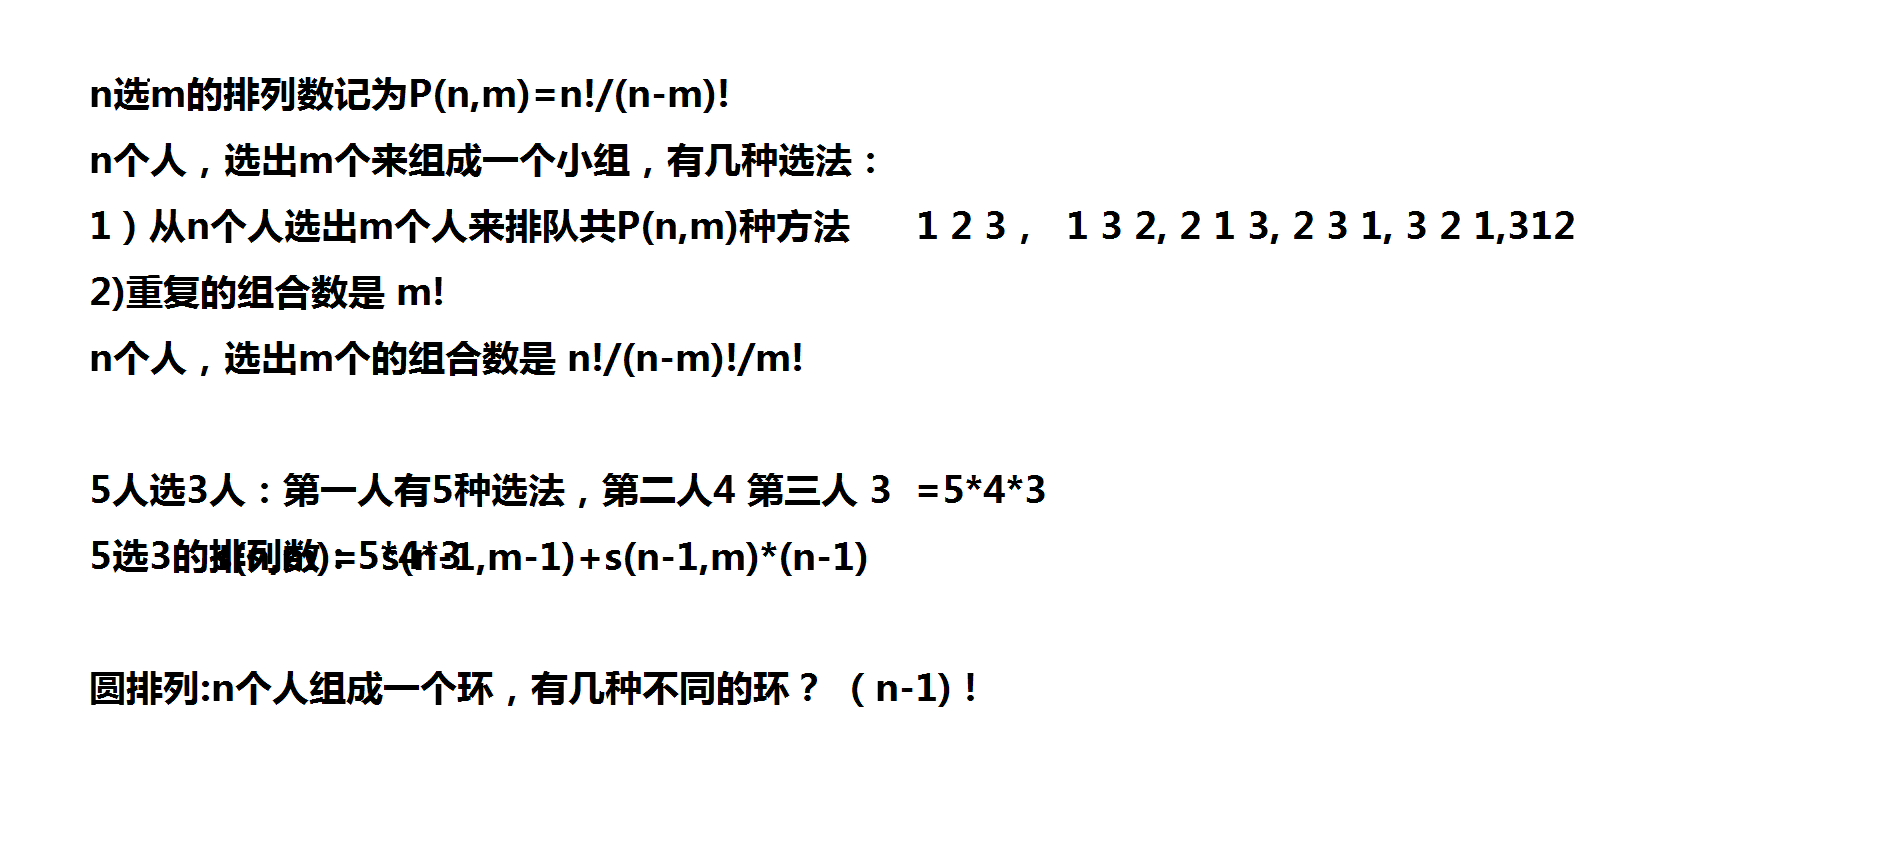 n选m的排列数记为P(n,m)=n!/(n-m)!
n个人，选出m个来组成一个小组，有几种选法：
1）从n个人选出m个人来排队共P(n,m)种方法 1 2 3， 1 3 2, 2 1 3, 2 3 1, 3 2 1,312
2)重复的组合数是 m!
n个人，选出m个的组合数是 n!/(n-m)!/m!
5人选3人：第一人有5种选法，第二人4 第三人 3 =5*4*3
5选3的排列数：5*4*3
=s(n-1,m-1)+s(n-1,m)*(n-1)
圆排列:n个人组成一个环，有几种不同的环？（n-1)！